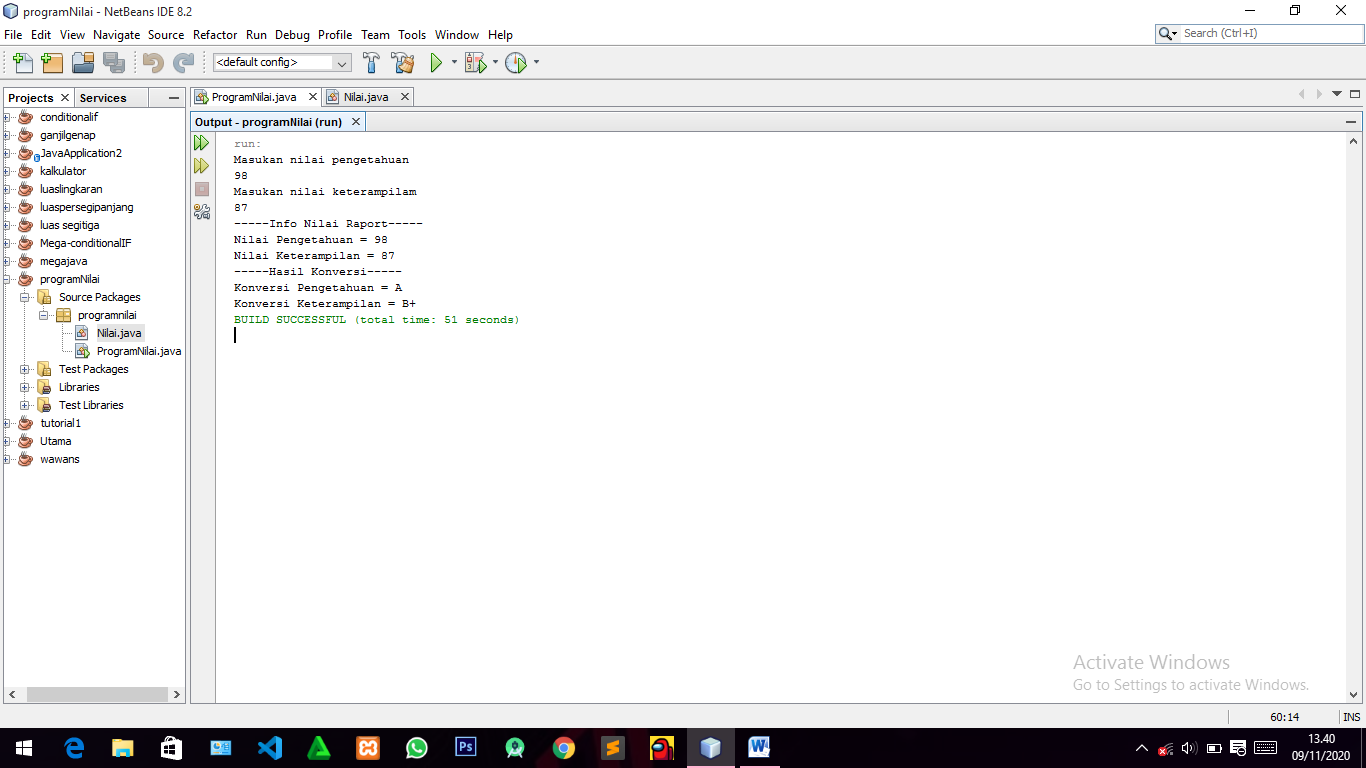 programNilai - NetBeans IDE 8.2
File Edit View Navigate Source Refactor Run Debug Profile Team Tools Window Help
Search (Ctrl+I)
<default config>
Projects Services
ProgramNilai.java Nilai.java
Output - programNilai (run)
conditionalif
ganjilgenap
JavaApplication2
kalkulator
luaslingkaran
luaspersegipanjang
luas segitiga
Mega-conditionalIF
megajava
programNilai
Source Packages
programnilai
Nilai.java
ProgramNilai.java
Test Packages
Libraries
Test Libraries
tutorial1
Utama
wawans
run:
Masukan nilai pengetahuan
98
Masukan nilai keterampilam
87
-----Info Nilai Raport-----
Nilai Pengetahuan = 98
Nilai Keterampilan = 87
-----Hasil Konversi-----
Konversi Pengetahuan = A
Konversi Keterampilan = B+
BUILD SUCCESSFUL (total time: 51 seconds)
Activate Windows
Go to Settings to activate Windows.
60:14 INS
Ps
13.40
09/11/2020